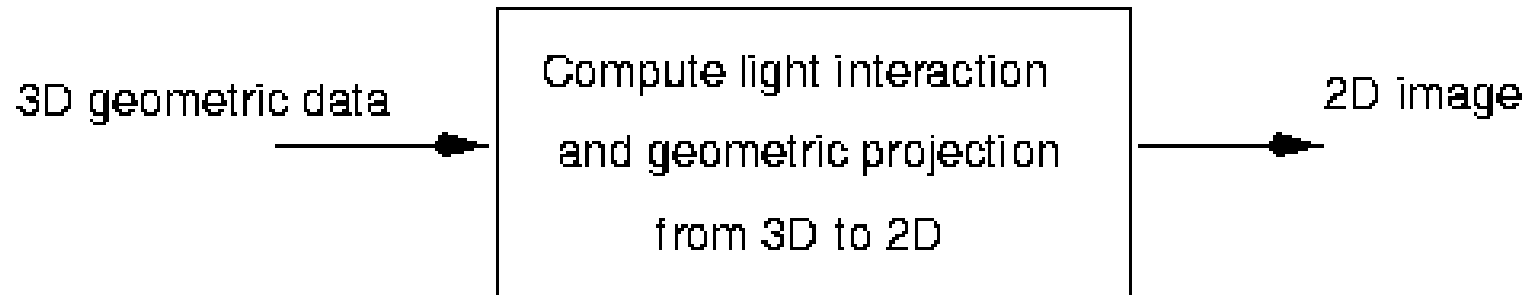 3D geometric data
Compute light interaction
and geometric projection
from 3D to 2D
2D image